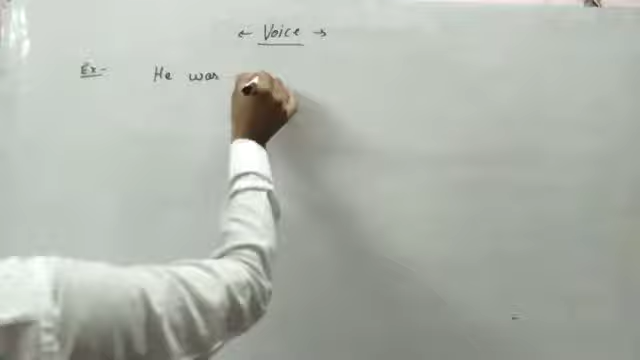 ← Voice →
Ex- He was